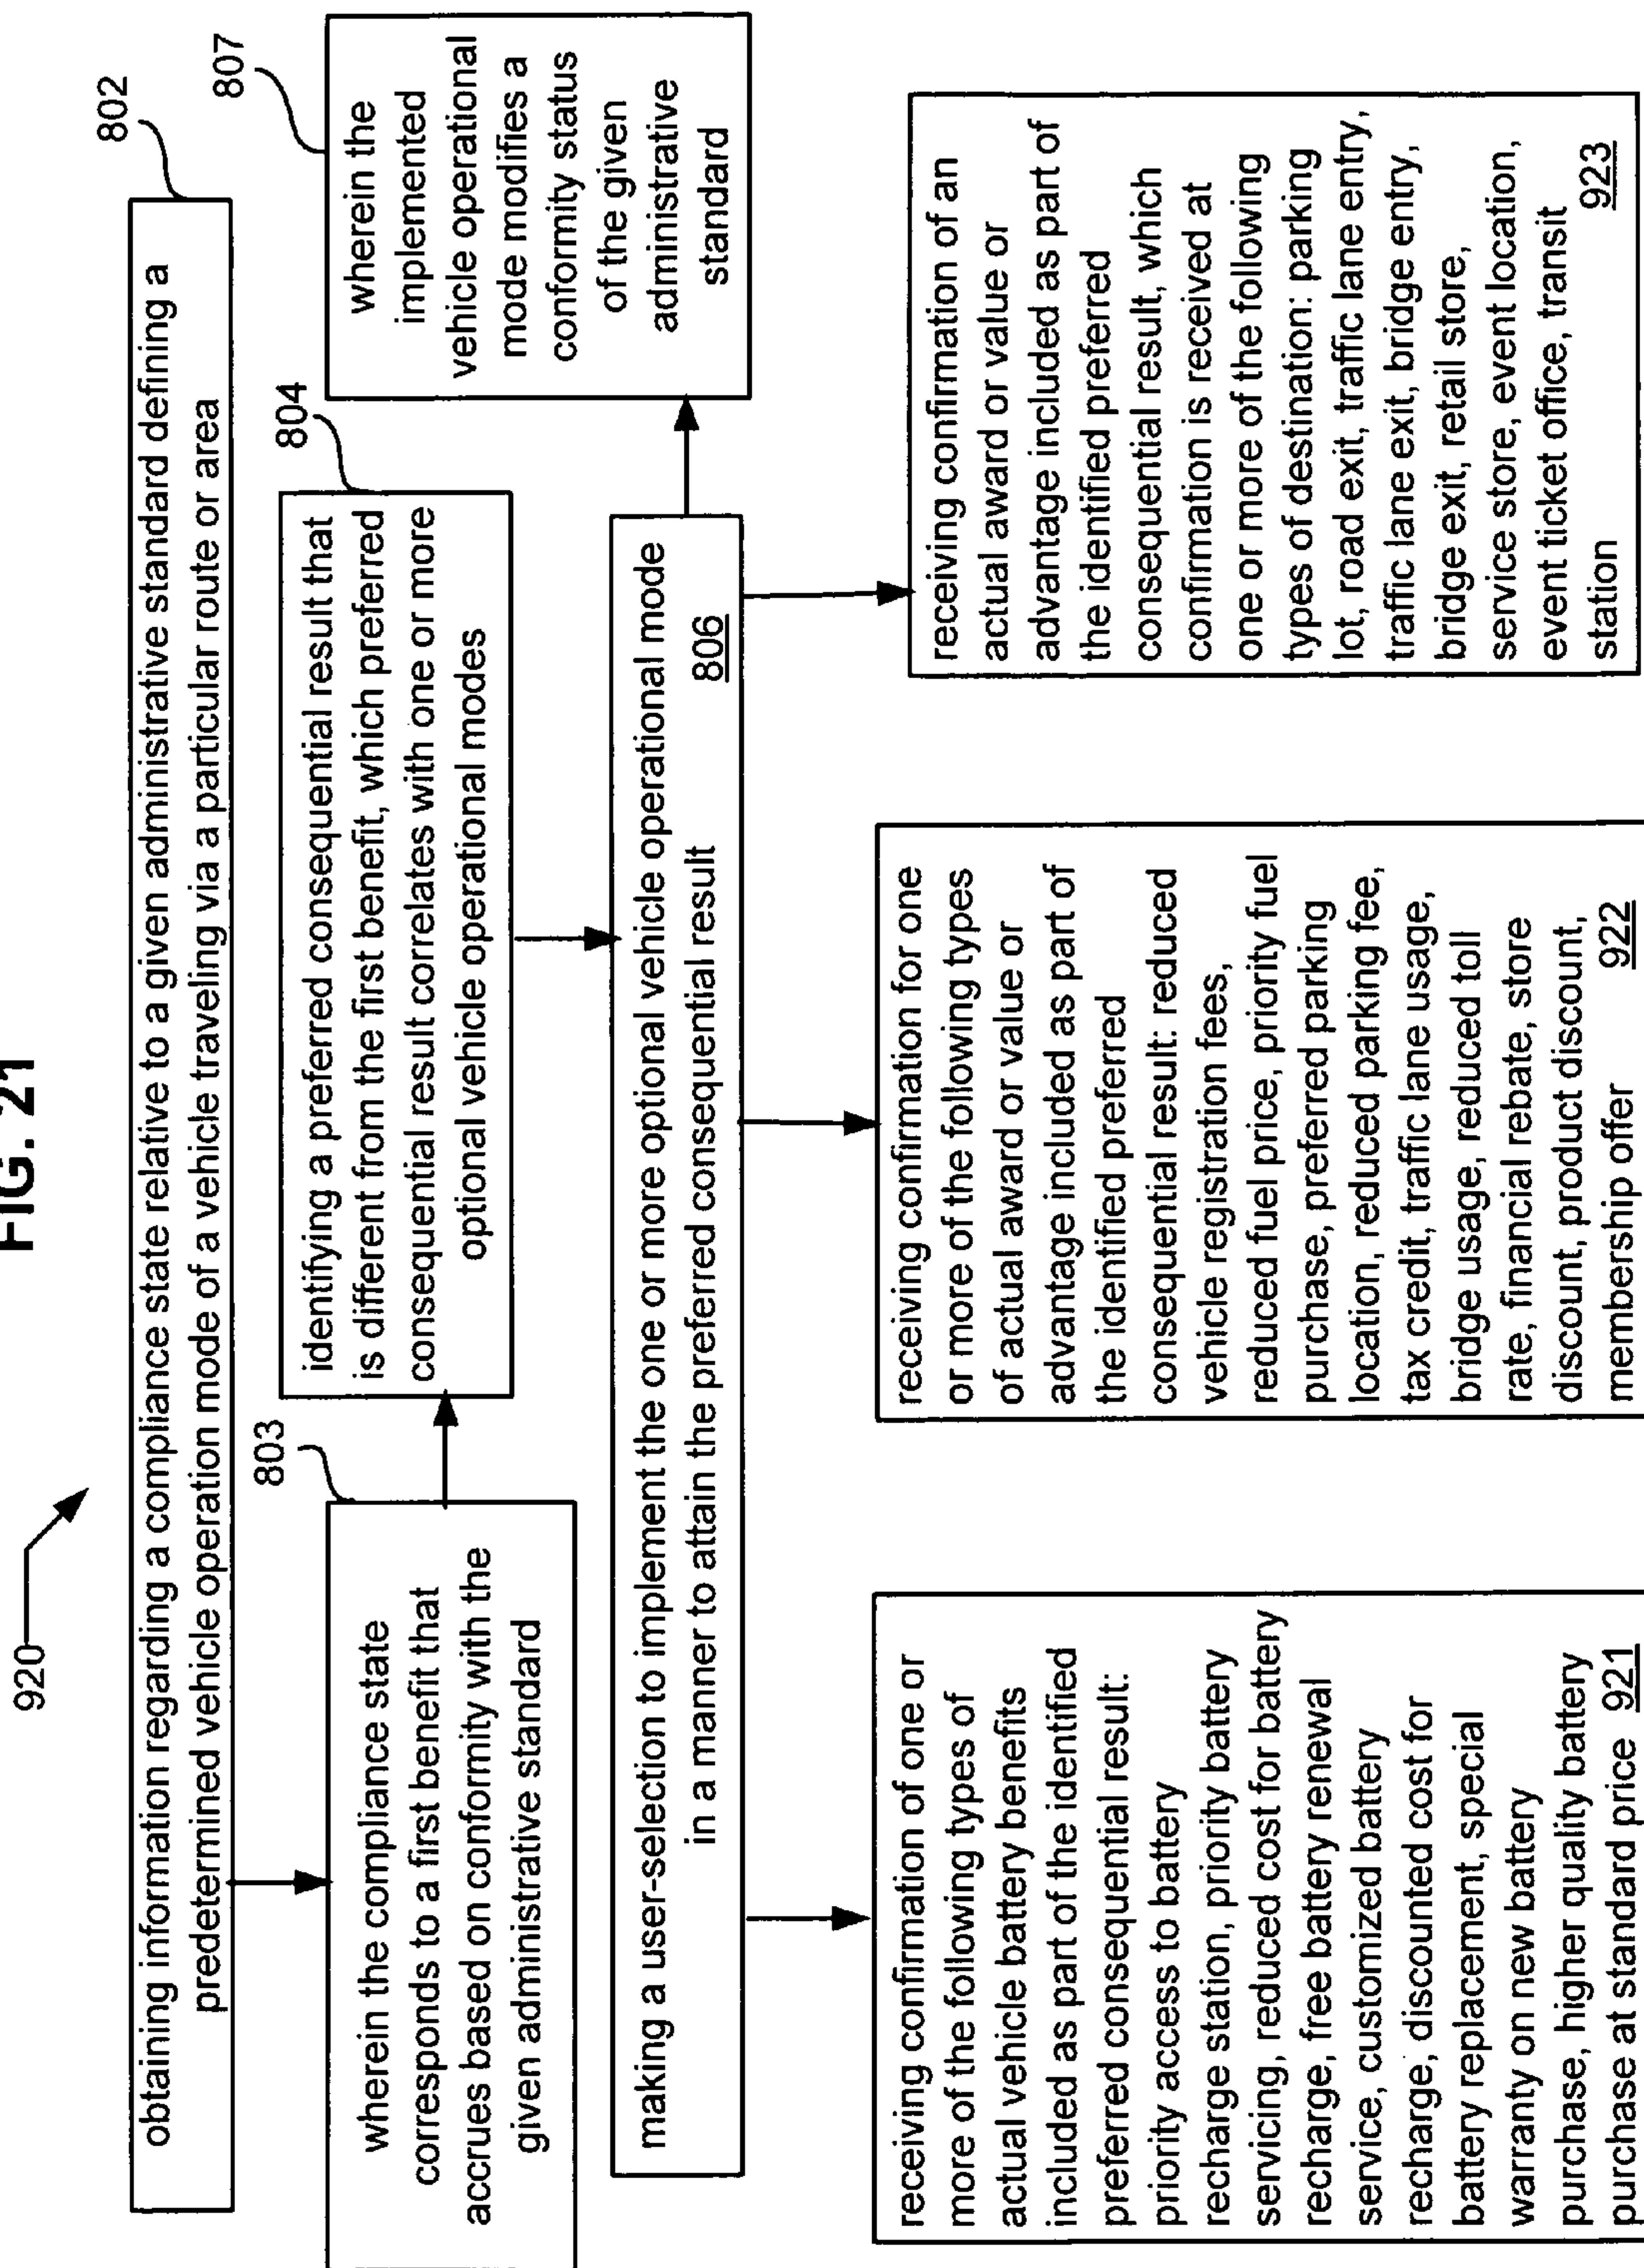 FIG. 21
920
802
obtaining information regarding a compliance state relative to a given administrative standard defining a
predetermined vehicle operation mode of a vehicle traveling via a particular route or area
803
wherein the compliance state
corresponds to a first benefit that
accrues based on conformity with the
given administrative standard
804
identifying a preferred consequential result that
is different from the first benefit, which preferred
consequential result correlates with one or more
optional vehicle operational modes
807
wherein the
implemented
vehicle operational
mode modifies a
conformity status
of the given
administrative
standard
making a user-selection to implement the one or more optional vehicle operational mode
in a manner to attain the preferred consequential result 806
receiving confirmation of one or
more of the following types of
actual vehicle battery benefits
included as part of the identified
preferred consequential result:
priority access to battery
recharge station, priority battery
servicing, reduced cost for battery
recharge, free battery renewal
service, customized battery
recharge, discounted cost for
battery replacement, special
warranty on new battery
purchase, higher quality battery
purchase at standard price 921
receiving confirmation for one
or more of the following types
of actual award or value or
advantage included as part of
the identified preferred
consequential result: reduced
vehicle registration fees,
reduced fuel price, priority fuel
purchase, preferred parking
location, reduced parking fee,
tax credit, traffic lane usage,
bridge usage, reduced toll
rate, financial rebate, store
discount, product discount,
membership offer 922
receiving confirmation of an
actual award or value or
advantage included as part of
the identified preferred
consequential result, which
confirmation is received at
one or more of the following
types of destination: parking
lot, road exit, traffic lane entry,
traffic lane exit, bridge entry,
bridge exit, retail store,
service store, event location,
event ticket office, transit
station 923